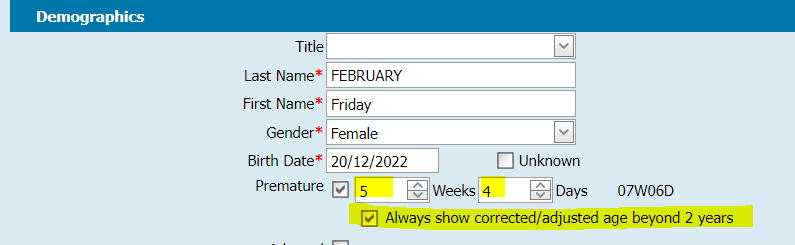 Demographics
Title
Last Name* FEBRUARY
First Name* Friday
Gender* Female
Birth Date* 20/12/2022 Unknown
Premature 5 Weeks 4 Days 07W06D
Always show corrected/adjusted age beyond 2 years